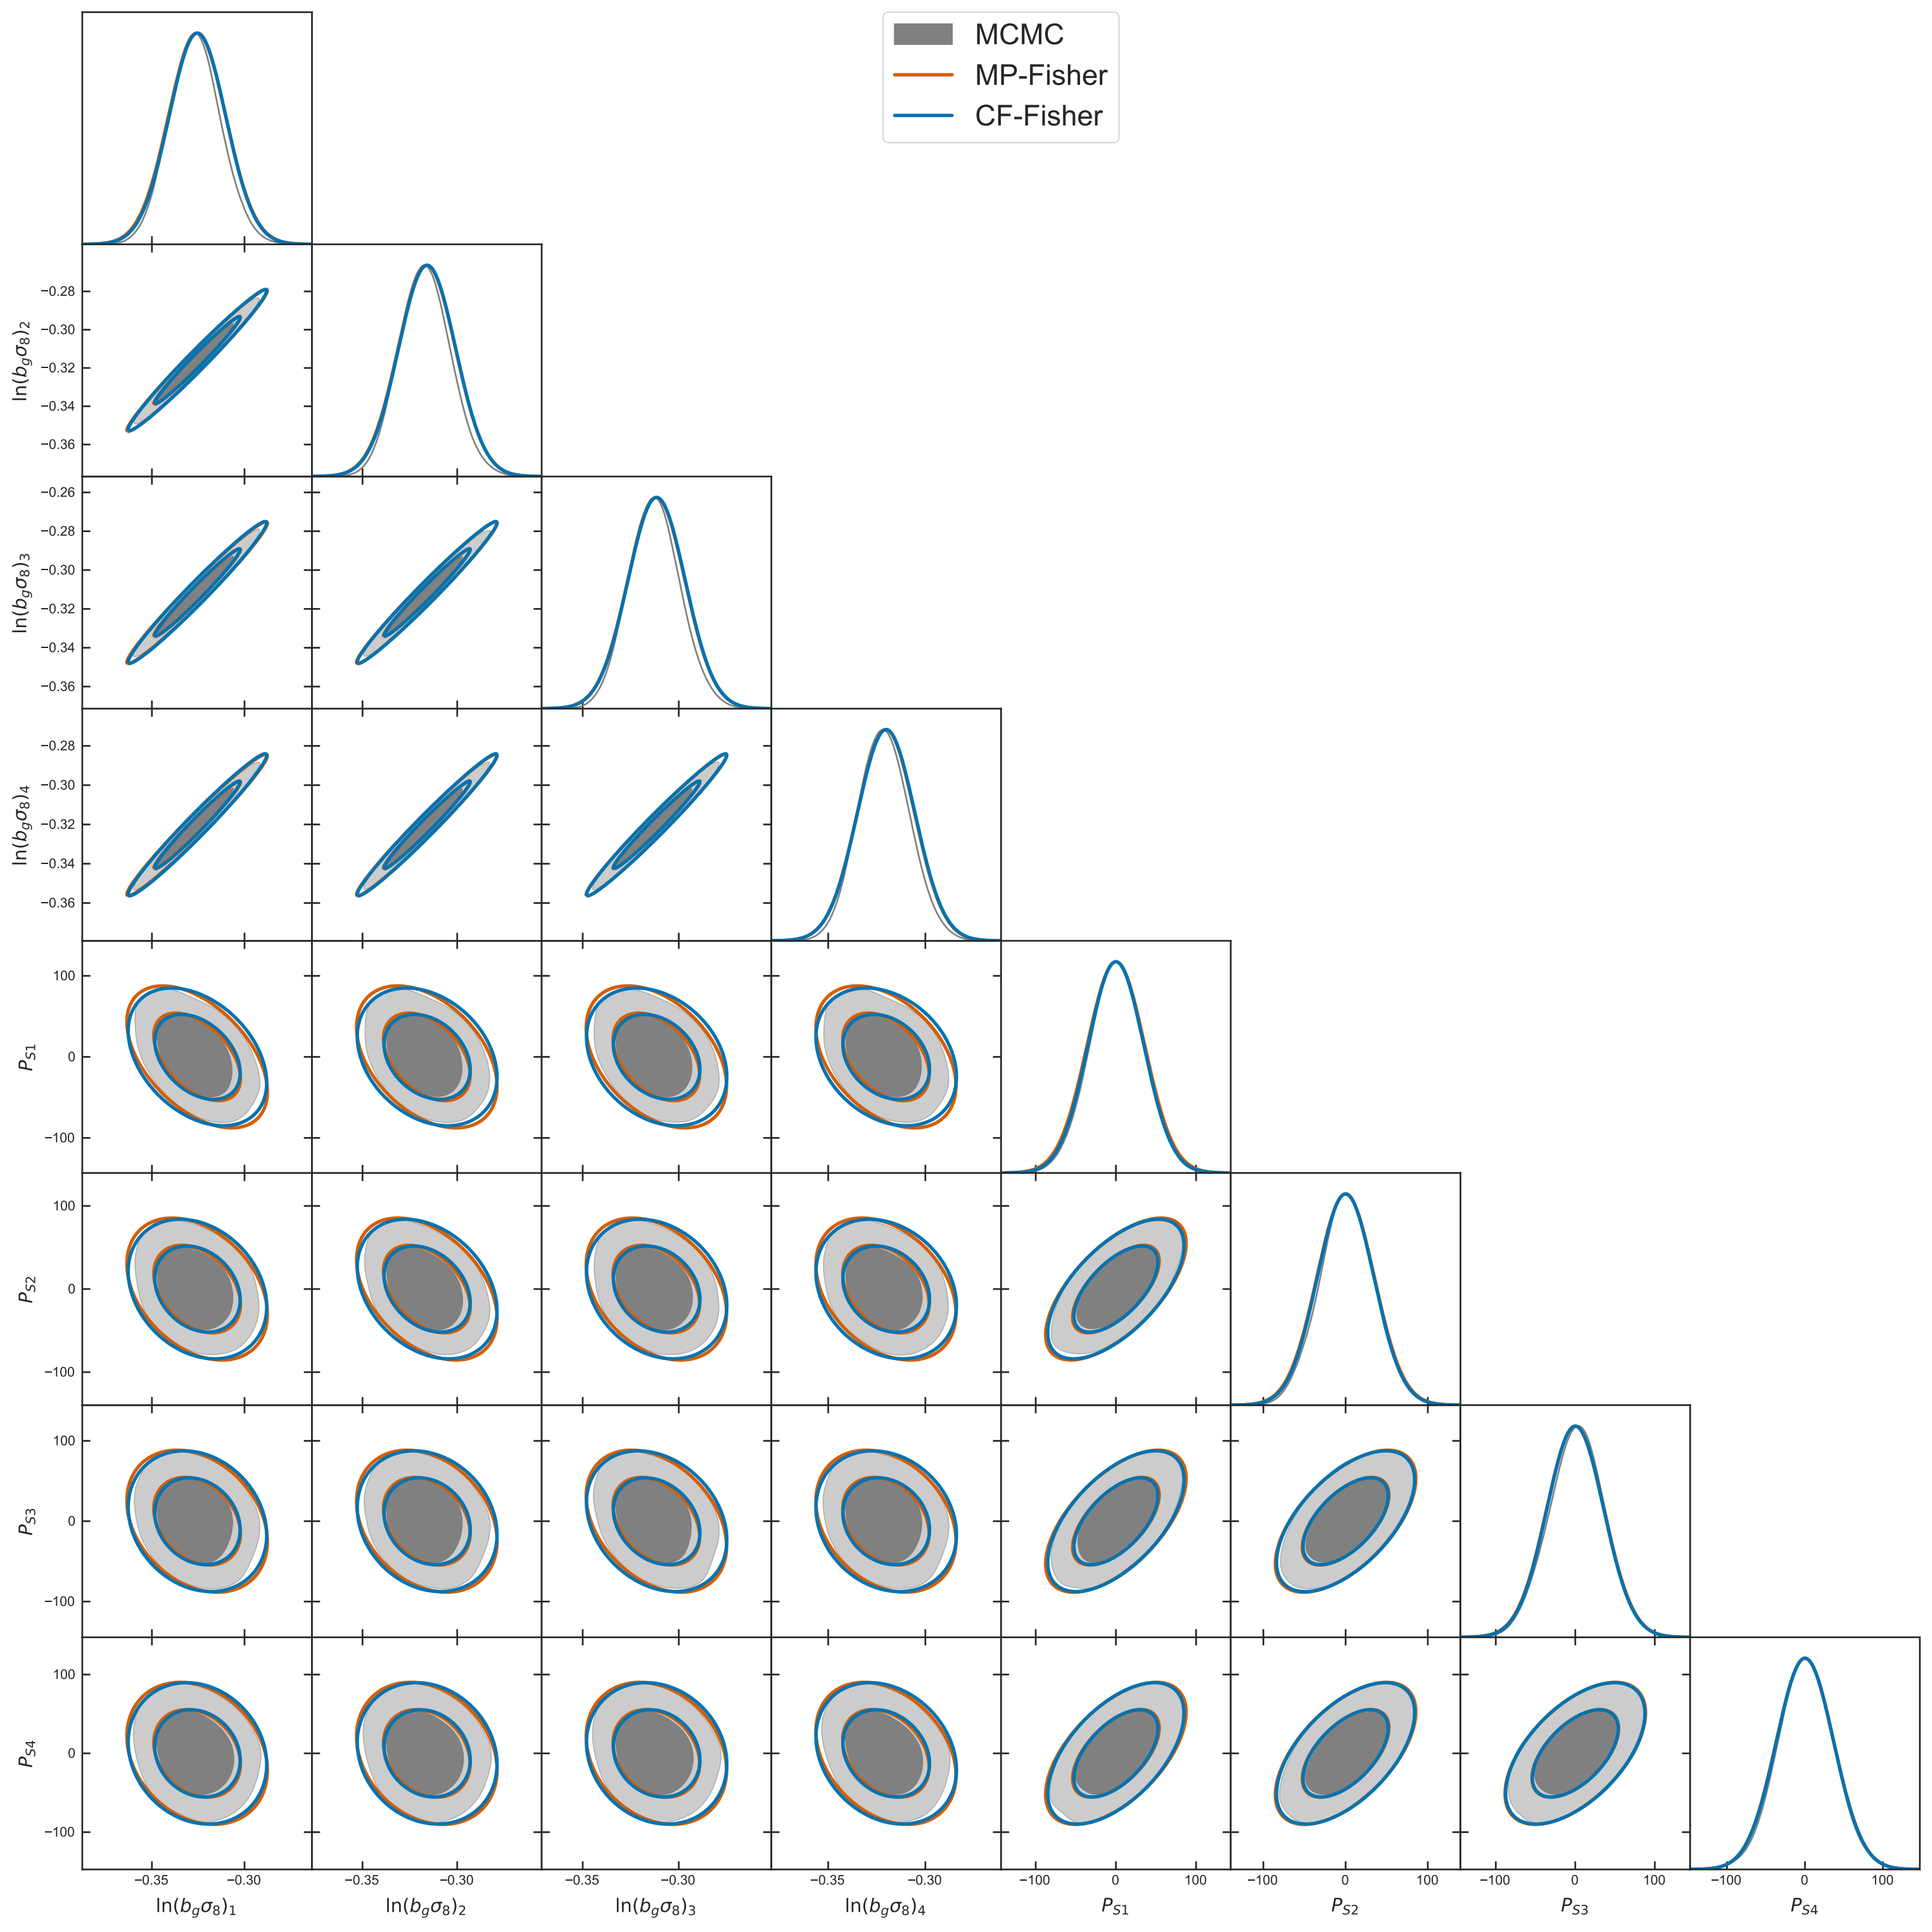 MCMC
MP-Fisher
CF-Fisher
−0.28
−0.30
−0.32
−0.34
−0.36
ln(b_gσ_8)_2
−0.26
−0.28
−0.30
−0.32
−0.34
−0.36
ln(b_gσ_8)_3
−0.28
−0.30
−0.32
−0.34
−0.36
ln(b_gσ_8)_4
100
0
−100
P_S1
100
0
−100
P_S2
100
0
−100
P_S3
100
0
−100
P_S4
−0.35 −0.30 −0.35 −0.30 −0.35 −0.30 −0.35 −0.30 −100 0 100 −100 0 100 −100 0 100 −100 0 100
ln(b_gσ_8)_1 ln(b_gσ_8)_2 ln(b_gσ_8)_3 ln(b_gσ_8)_4 P_S1 P_S2 P_S3 P_S4